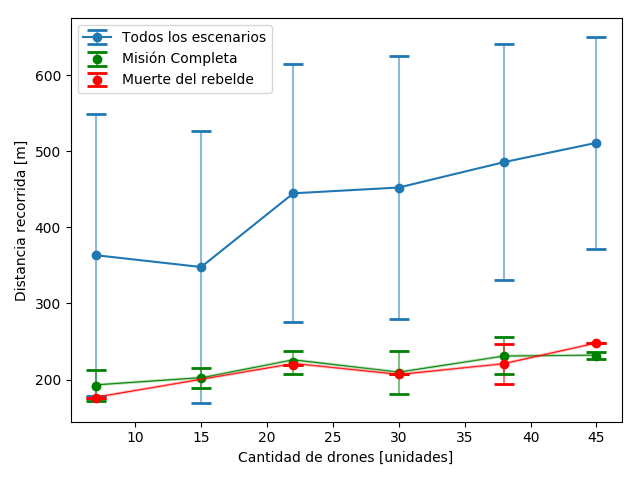 Todos los escenarios
Misión Completa
Muerte del rebelde
Distancia recorrida [m]
600
500
400
300
200
10
15
20
25
30
35
40
45
Cantidad de drones [unidades]